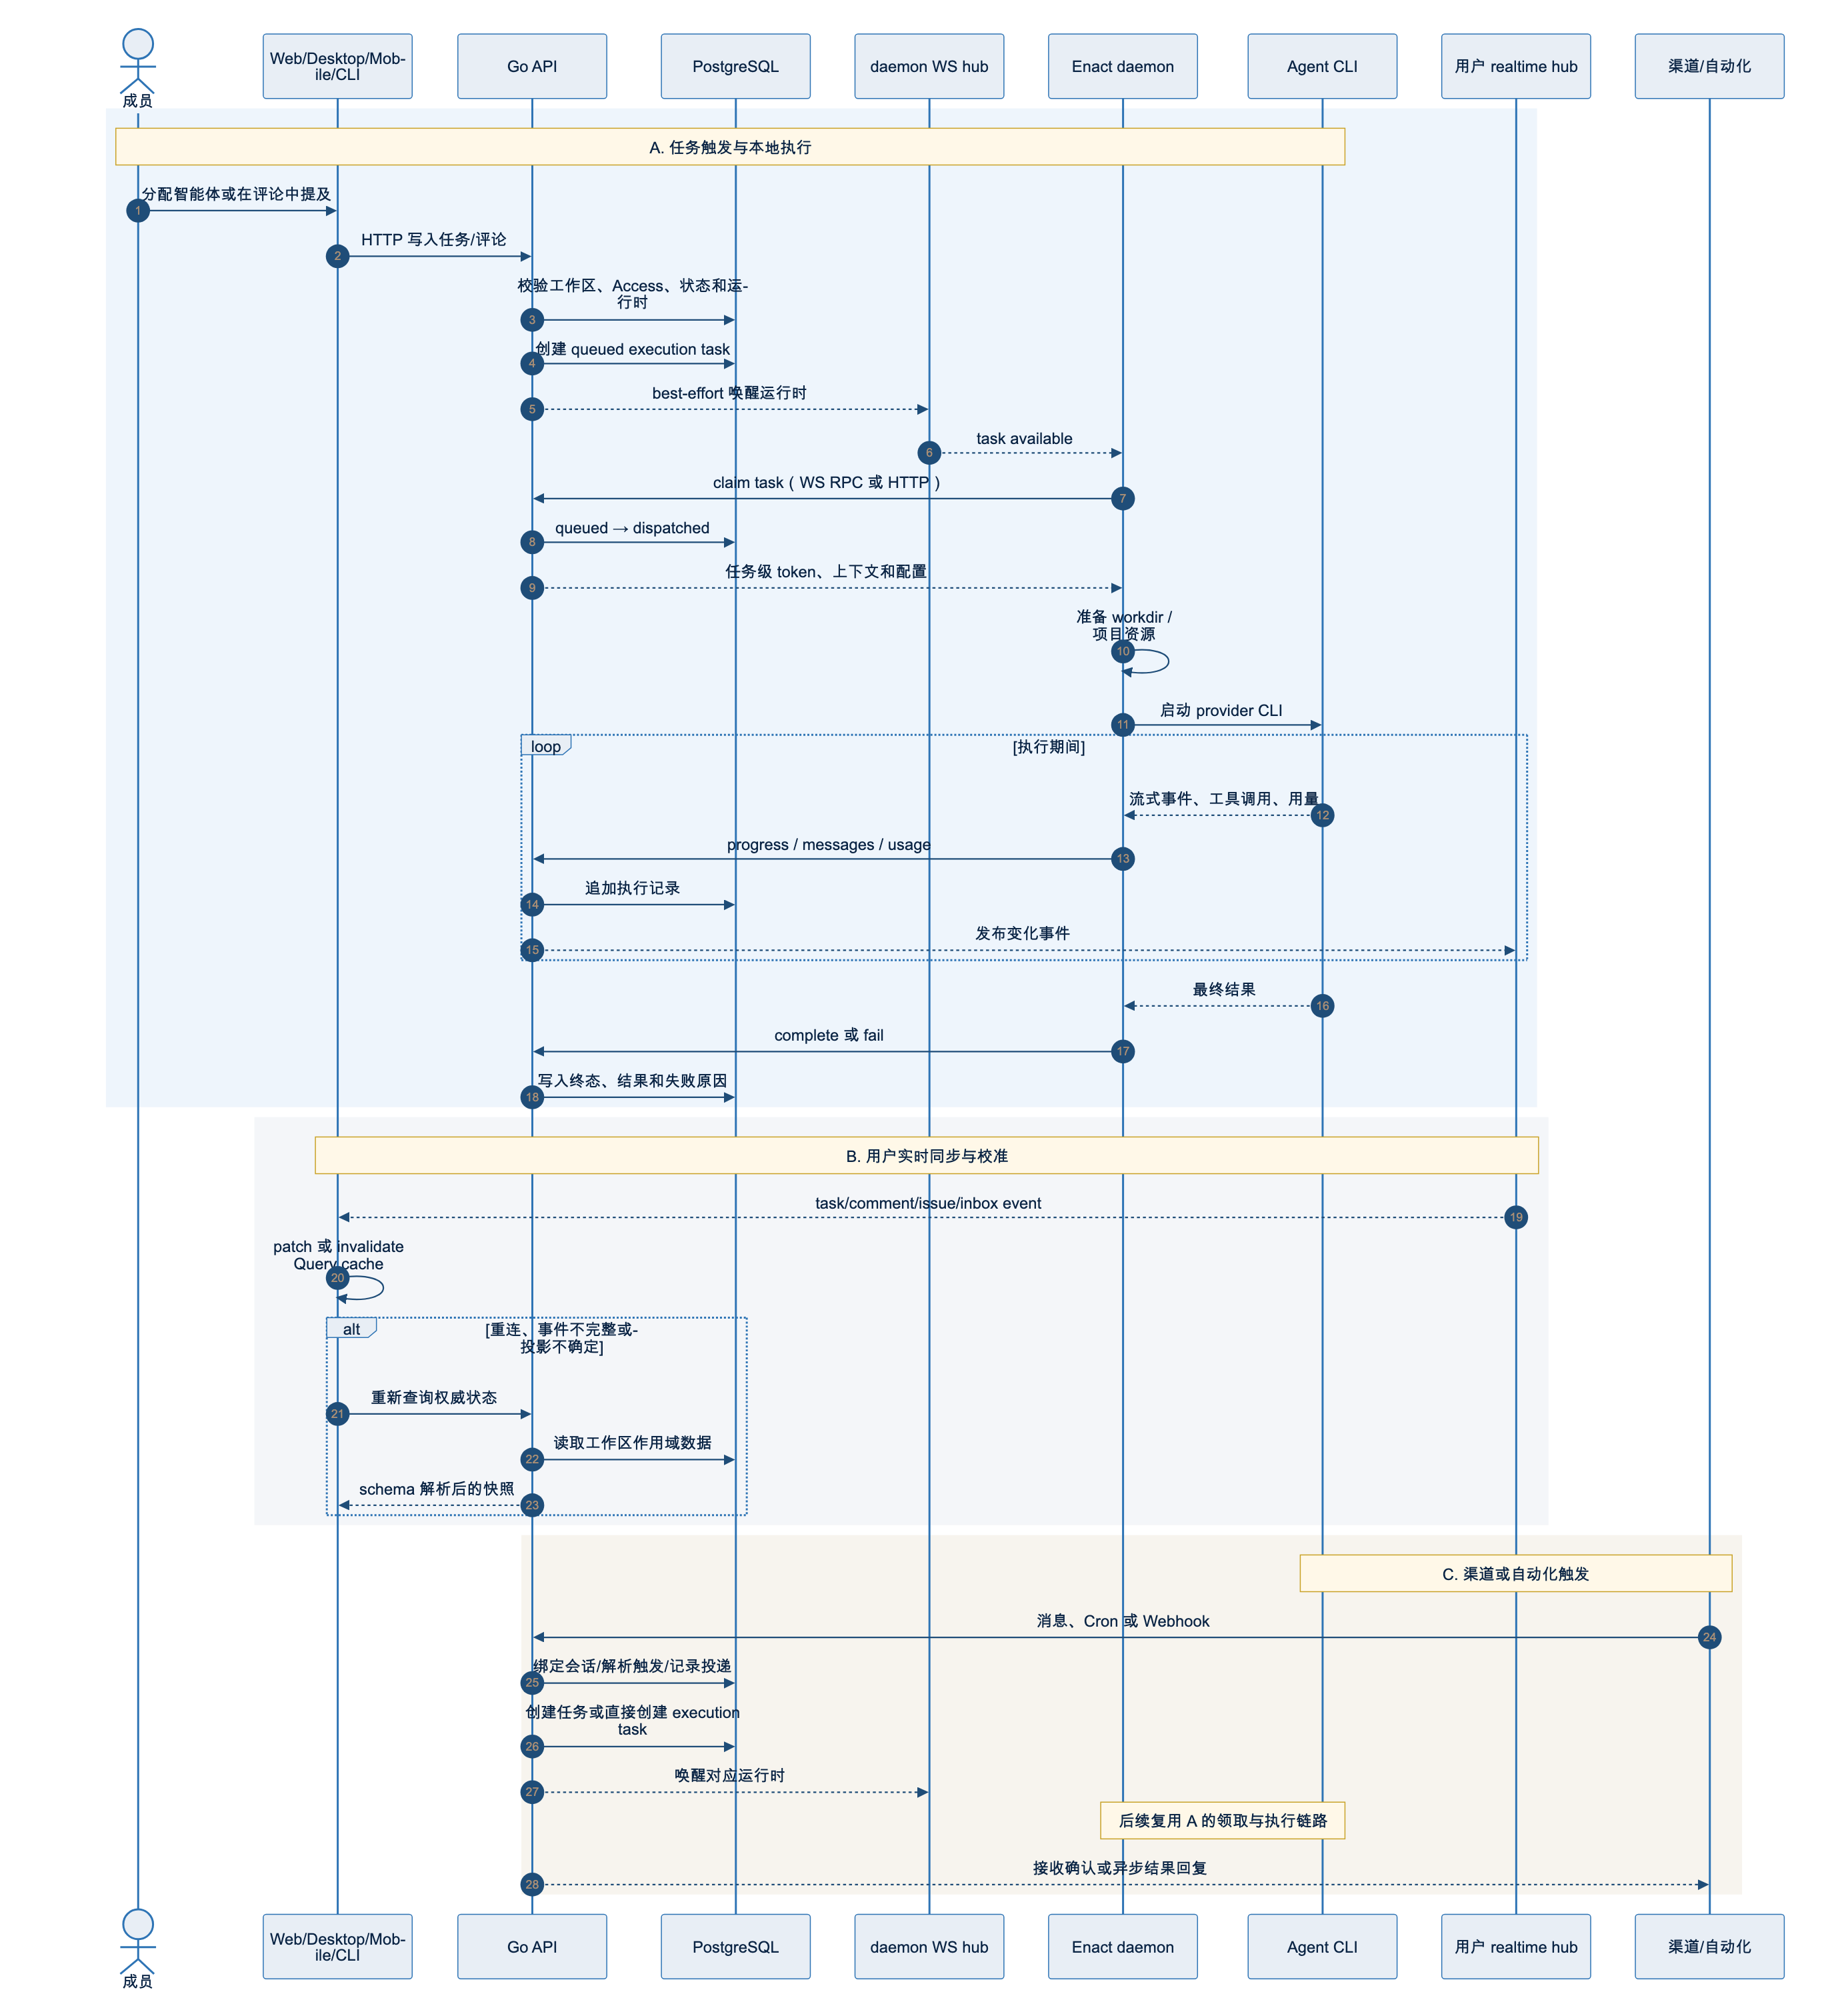 Web/Desktop/Mob-
ile/CLI
Go API
PostgreSQL
daemon WS hub
Enact daemon
Agent CLI
用户 realtime hub
渠道/自动化
成员
A. 任务触发与本地执行
分配智能体或在评论中提及
1
HTTP 写入任务/评论
2
校验工作区、Access、状态和运-
行时
3
创建 queued execution task
4
best-effort 唤醒运行时
5
task available
6
claim task ( WS RPC 或 HTTP )
7
queued → dispatched
8
任务级 token、上下文和配置
9
准备 workdir /
项目资源
10
启动 provider CLI
11
loop
[执行期间]
流式事件、工具调用、用量
12
progress / messages / usage
13
追加执行记录
14
发布变化事件
15
最终结果
16
complete 或 fail
17
写入终态、结果和失败原因
18
B. 用户实时同步与校准
task/comment/issue/inbox event
19
patch 或 invalidate
Query cache
20
alt
[重连、事件不完整或-
投影不确定]
重新查询权威状态
21
读取工作区作用域数据
22
schema 解析后的快照
23
C. 渠道或自动化触发
消息、Cron 或 Webhook
24
绑定会话/解析触发/记录投递
25
创建任务或直接创建 execution
task
26
唤醒对应运行时
27
后续复用 A 的领取与执行链路
接收确认或异步结果回复
28
Web/Desktop/Mob-
ile/CLI
Go API
PostgreSQL
daemon WS hub
Enact daemon
Agent CLI
用户 realtime hub
渠道/自动化
成员